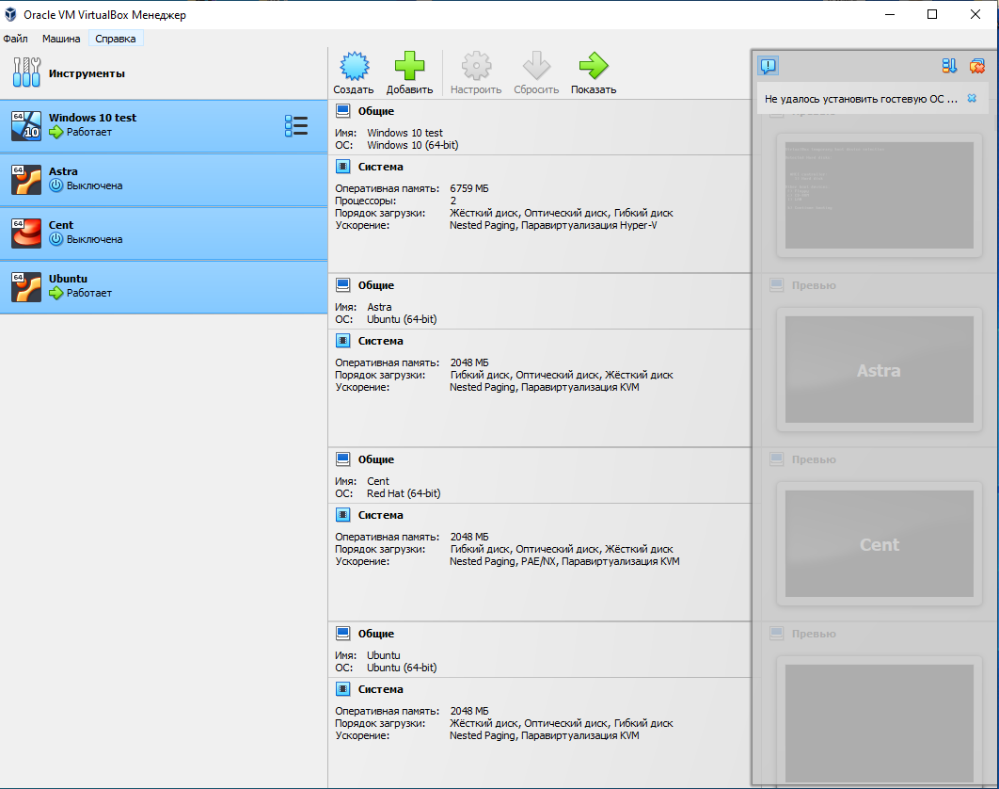 Oracle VM VirtualBox Менеджер
Файл Машина Справка
Инструменты
Создать Добавить Настроить Сбросить Показать
64 10 Windows 10 test
Работает
64 Astra
Выключена
64 Cent
Выключена
64 Ubuntu
Работает
Общие
Имя: Windows 10 test
ОС: Windows 10 (64-bit)
Система
Оперативная память: 6759 МБ
Процессоры: 2
Порядок загрузки: Жёсткий диск, Оптический диск, Гибкий диск
Ускорение: Nested Paging, Паравиртуализация Hyper-V
Общие
Имя: Astra
ОС: Ubuntu (64-bit)
Система
Оперативная память: 2048 МБ
Порядок загрузки: Гибкий диск, Оптический диск, Жёсткий диск
Ускорение: Nested Paging, Паравиртуализация KVM
Общие
Имя: Cent
ОС: Red Hat (64-bit)
Система
Оперативная память: 2048 МБ
Порядок загрузки: Гибкий диск, Оптический диск, Жёсткий диск
Ускорение: Nested Paging, PAE/NX, Паравиртуализация KVM
Общие
Имя: Ubuntu
ОС: Ubuntu (64-bit)
Система
Оперативная память: 2048 МБ
Порядок загрузки: Жёсткий диск, Оптический диск, Гибкий диск
Ускорение: Nested Paging, Паравиртуализация KVM
Не удалось установить гостевую ОС ...
Превью
Превью
Astra
Превью
Cent
Превью